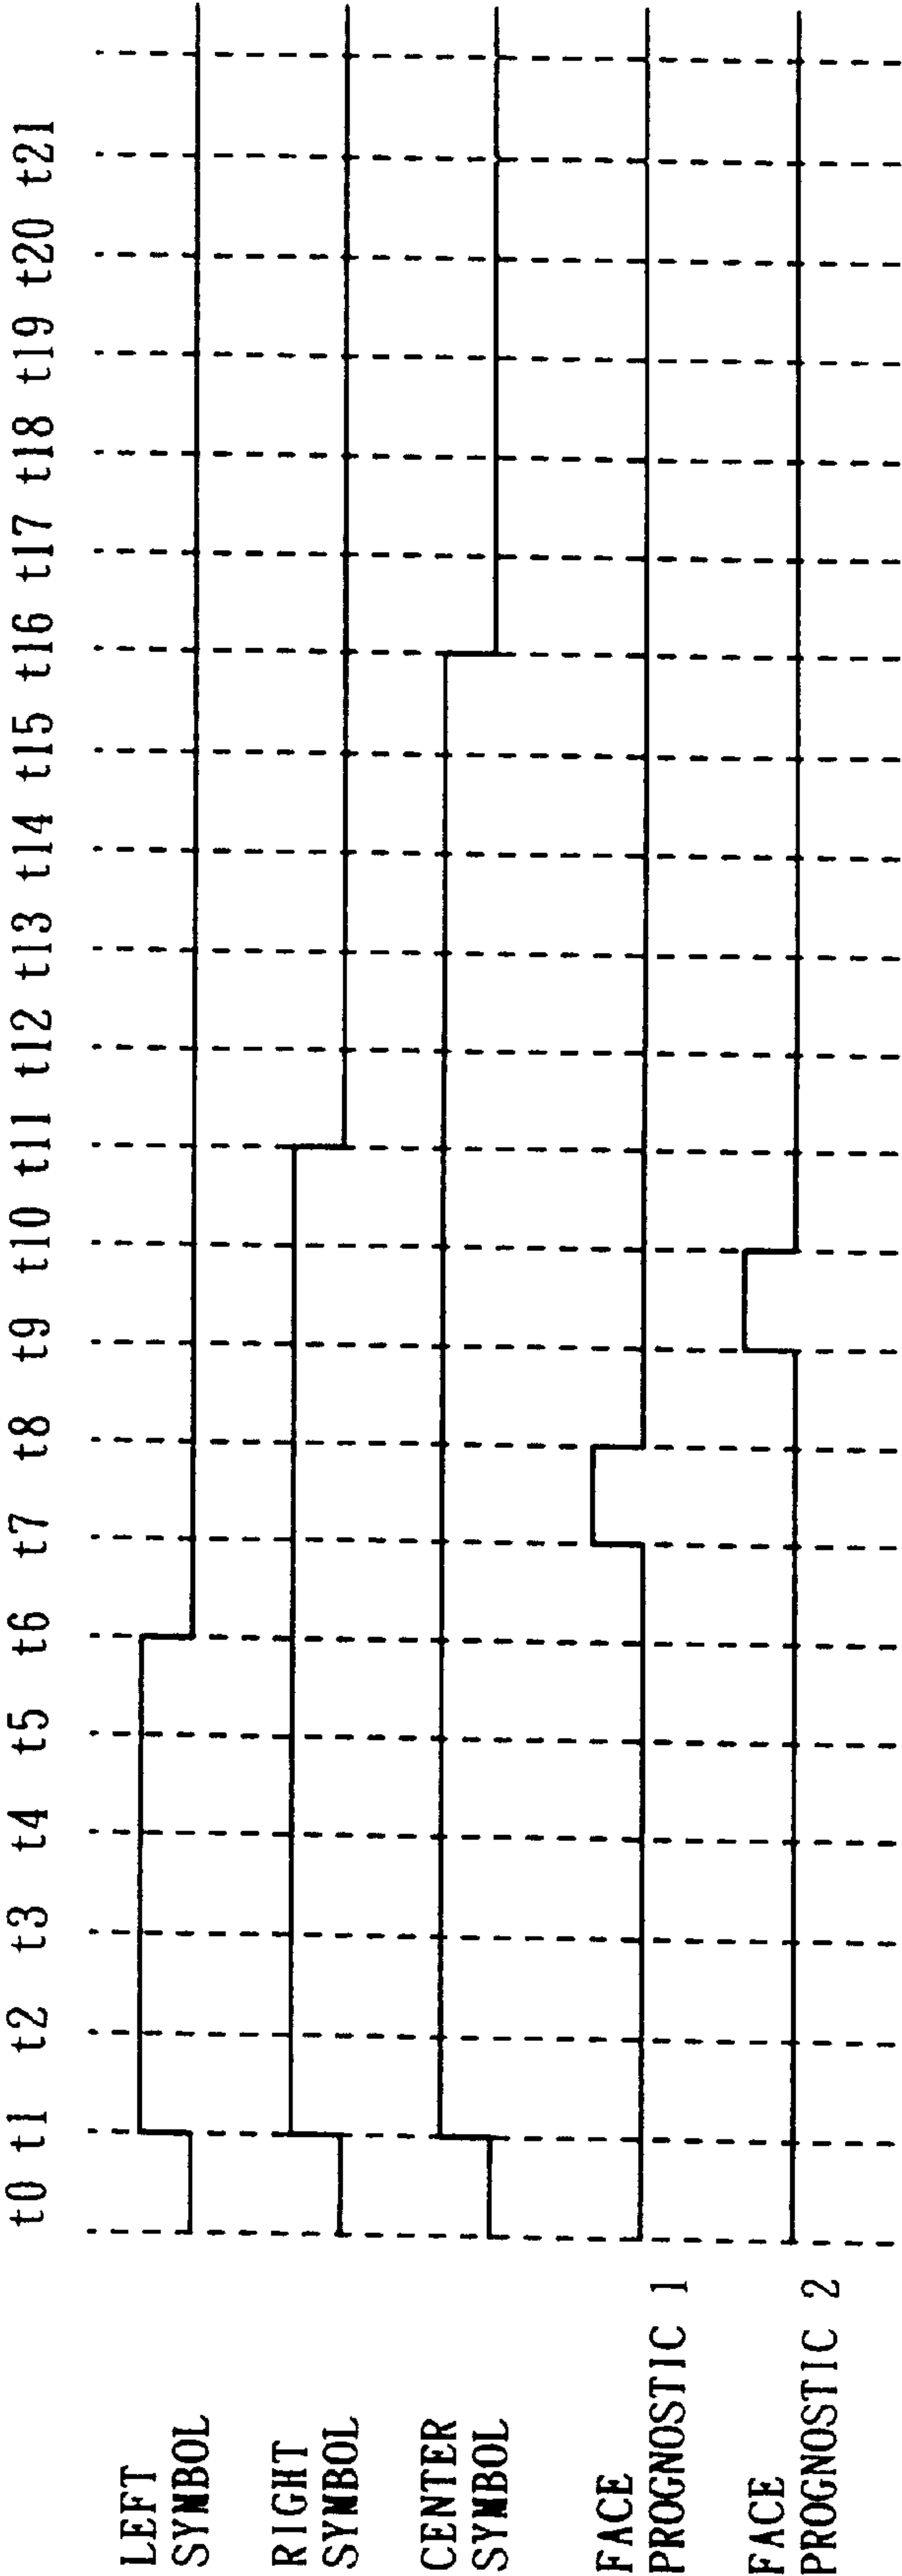 t0 t1 t2 t3 t4 t5 t6 t7 t8 t9 t10 t11 t12 t13 t14 t15 t16 t17 t18 t19 t20 t21
LEFT
SYMBOL
RIGHT
SYMBOL
CENTER
SYMBOL
FACE
PROGNOSTIC 1
FACE
PROGNOSTIC 2